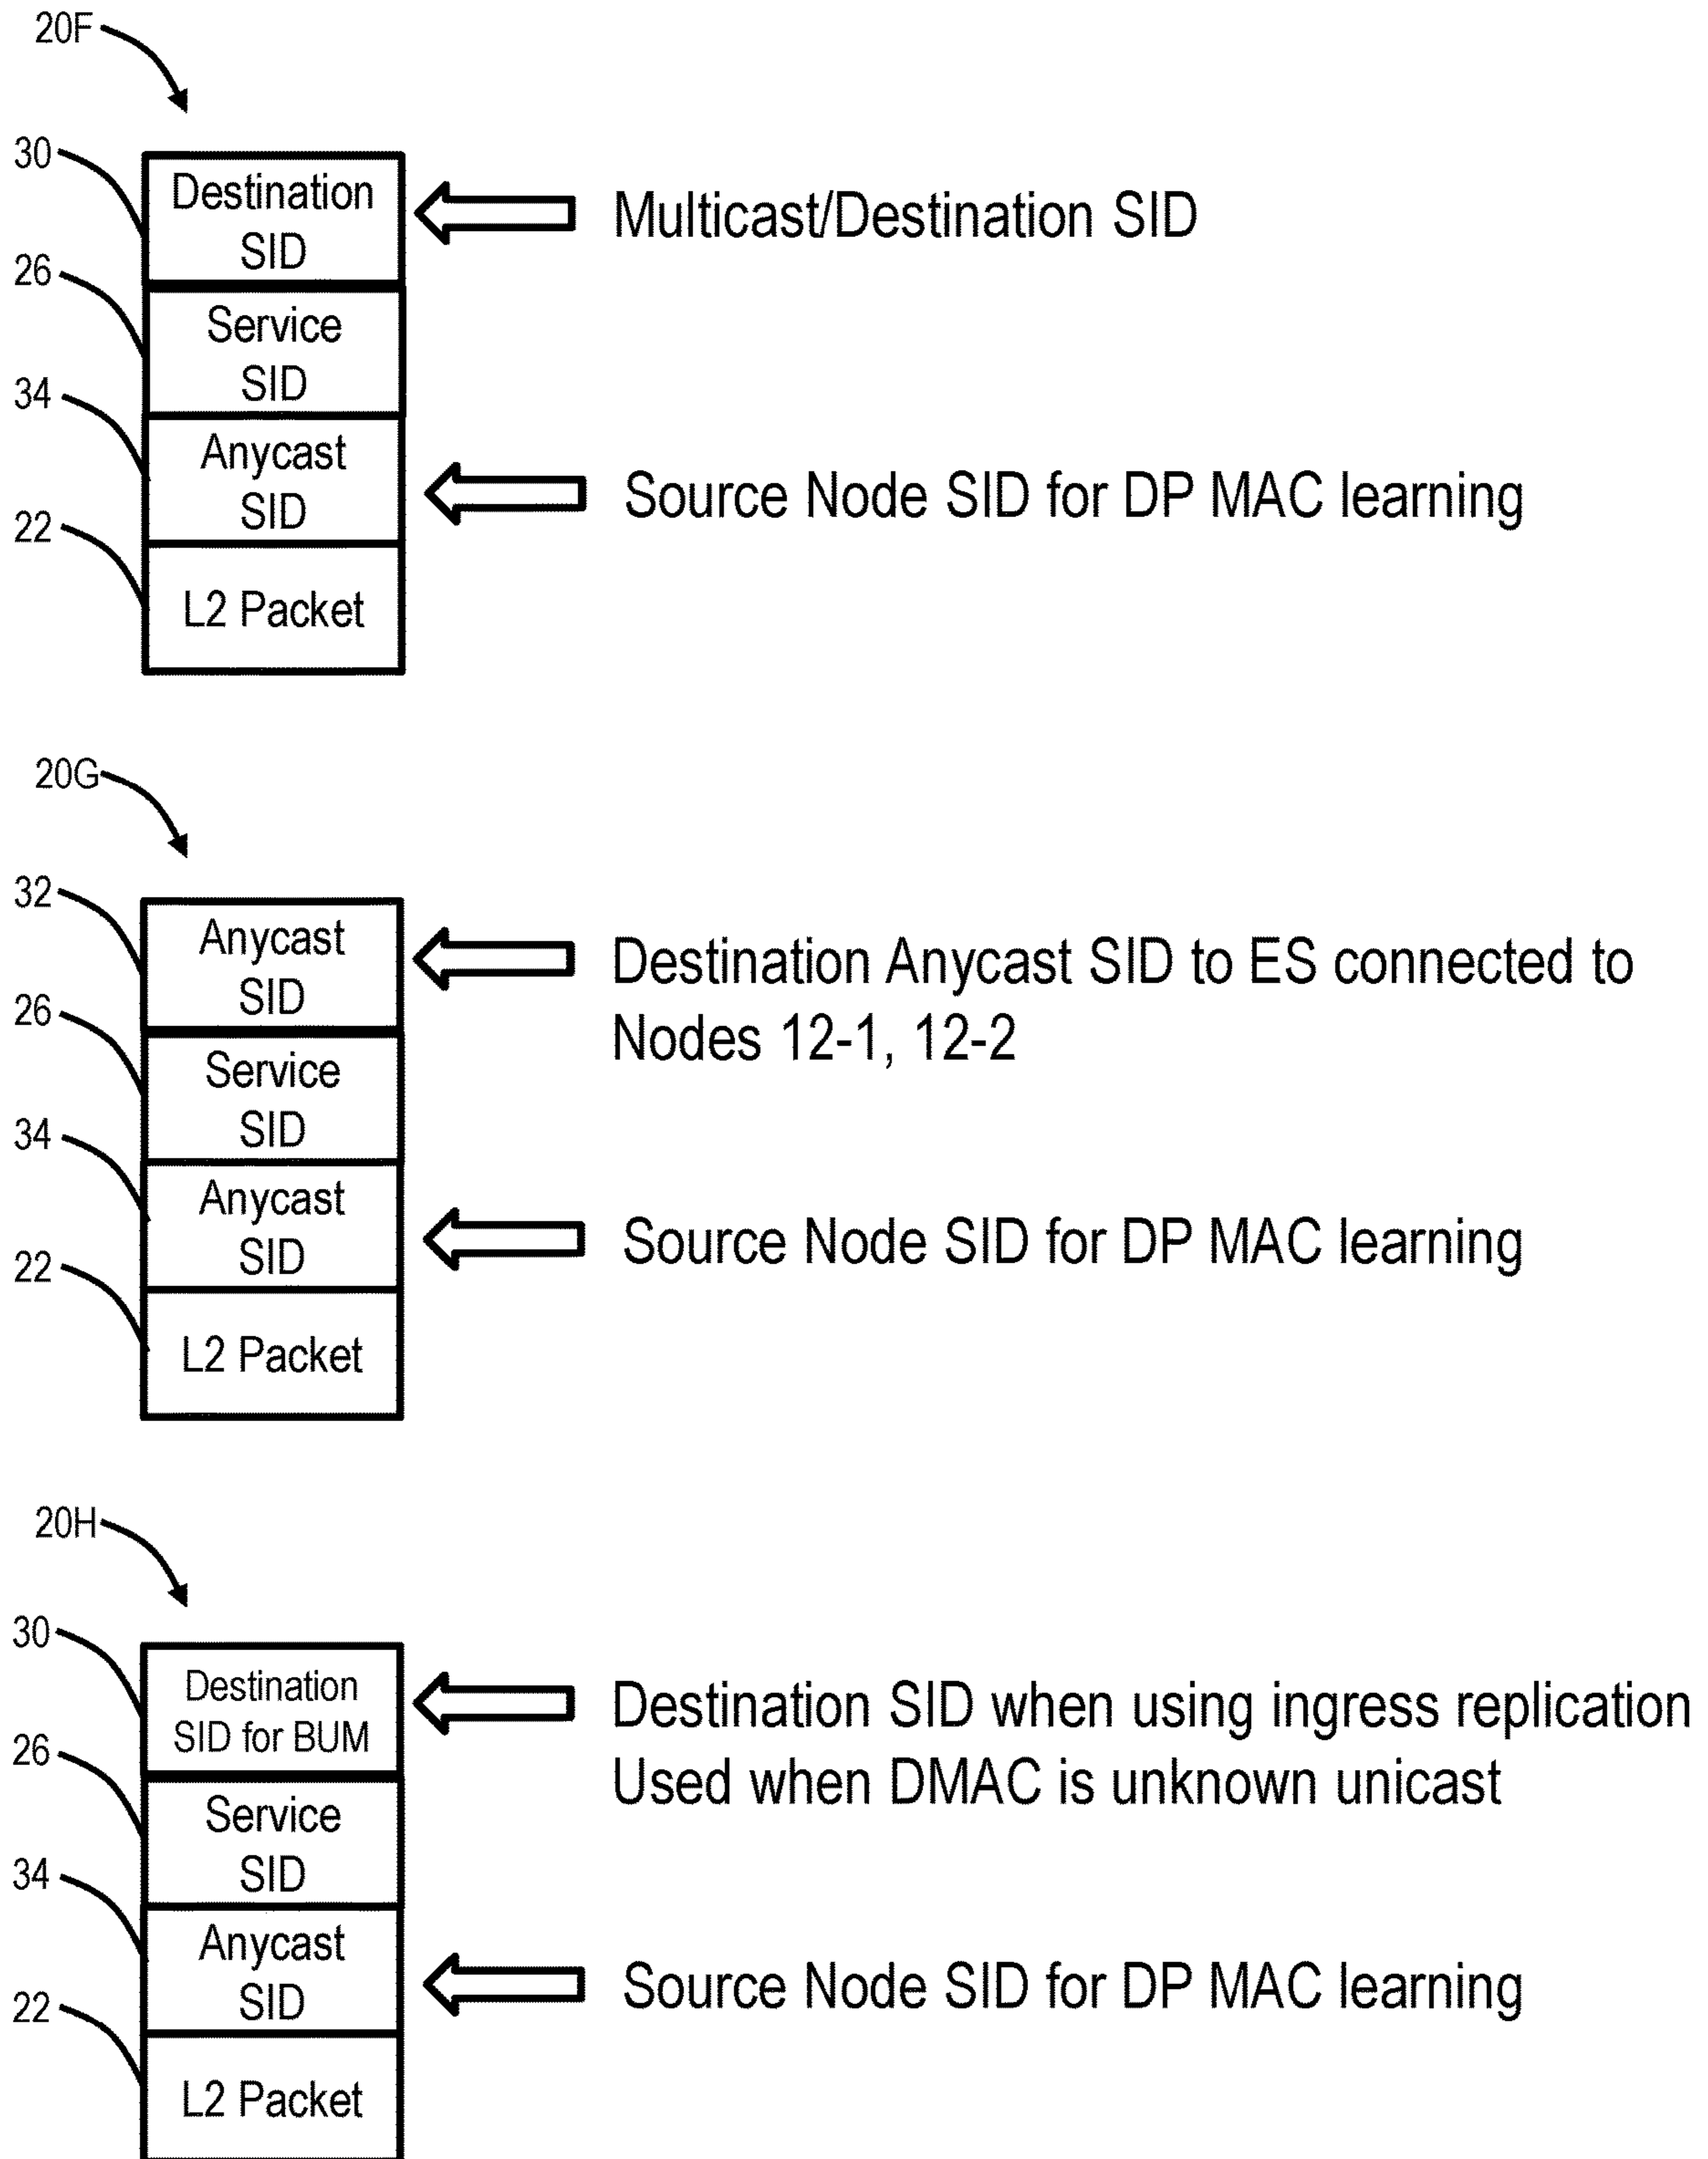 20F
30
Destination
SID
Multicast/Destination SID
26
Service
SID
34
Anycast
SID
Source Node SID for DP MAC learning
22
L2 Packet
20G
32
Anycast
SID
Destination Anycast SID to ES connected to
Nodes 12-1, 12-2
26
Service
SID
34
Anycast
SID
Source Node SID for DP MAC learning
22
L2 Packet
20H
30
Destination
SID for BUM
Destination SID when using ingress replication
Used when DMAC is unknown unicast
26
Service
SID
34
Anycast
SID
Source Node SID for DP MAC learning
22
L2 Packet